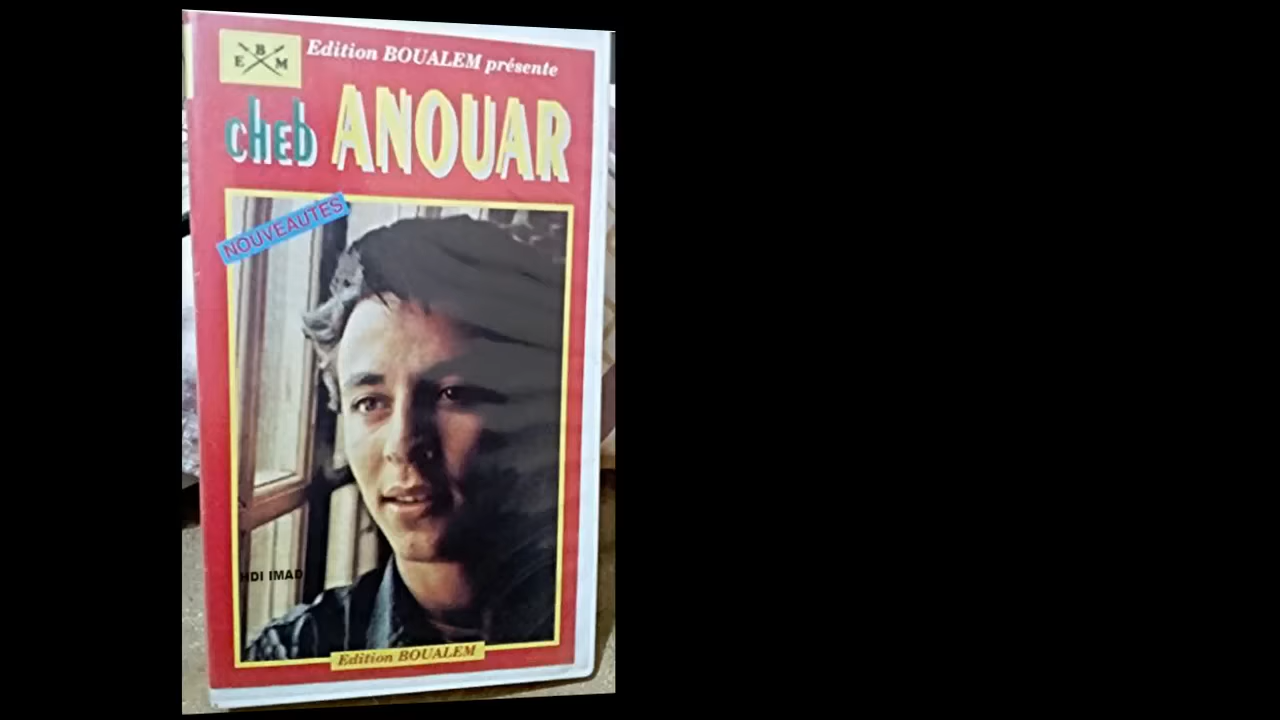 E B M
Edition BOUALEM présente
cheb ANOUAR
NOUVEAUTES
HDI IMAD
Edition BOUALEM